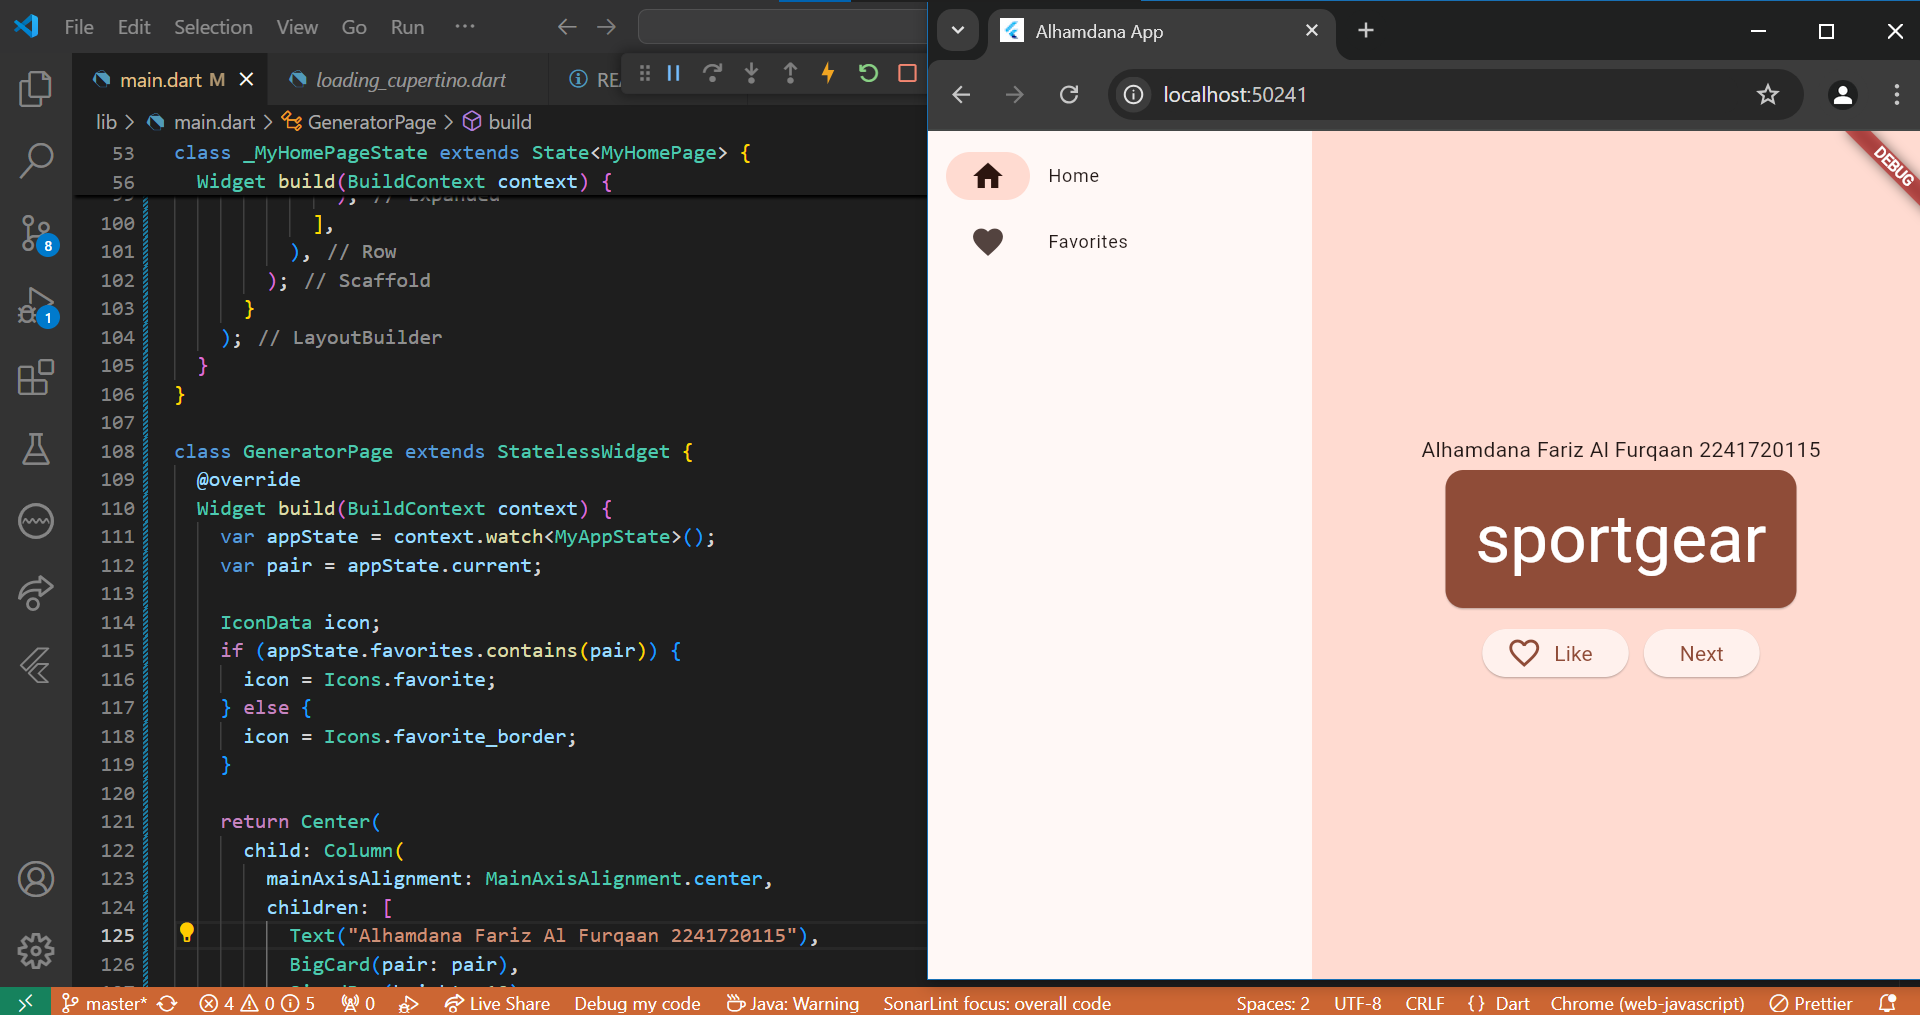 File Edit Selection View Go Run ···
main.dart M
loading_cupertino.dart
lib > main.dart > GeneratorPage > build
53 class _MyHomePageState extends State<MyHomePage> {
56 Widget build(BuildContext context) {
99 ); // Expanded
100 ],
101 ), // Row
102 ); // Scaffold
103 }
104 ); // LayoutBuilder
105 }
106 }
107
108 class GeneratorPage extends StatelessWidget {
109 @override
110 Widget build(BuildContext context) {
111 var appState = context.watch<MyAppState>();
112 var pair = appState.current;
113
114 IconData icon;
115 if (appState.favorites.contains(pair)) {
116 icon = Icons.favorite;
117 } else {
118 icon = Icons.favorite_border;
119 }
120
121 return Center(
122 child: Column(
123 mainAxisAlignment: MainAxisAlignment.center,
124 children: [
125 Text("Alhamdana Fariz Al Furqaan 2241720115"),
126 BigCard(pair: pair),
8
1
master* 4 0 5 0 Live Share Debug my code Java: Warning SonarLint focus: overall code Spaces: 2 UTF-8 CRLF {} Dart Chrome (web-javascript) Prettier
Alhamdana App
localhost:50241
DEBUG
Home
Favorites
Alhamdana Fariz Al Furqaan 2241720115
sportgear
Like Next